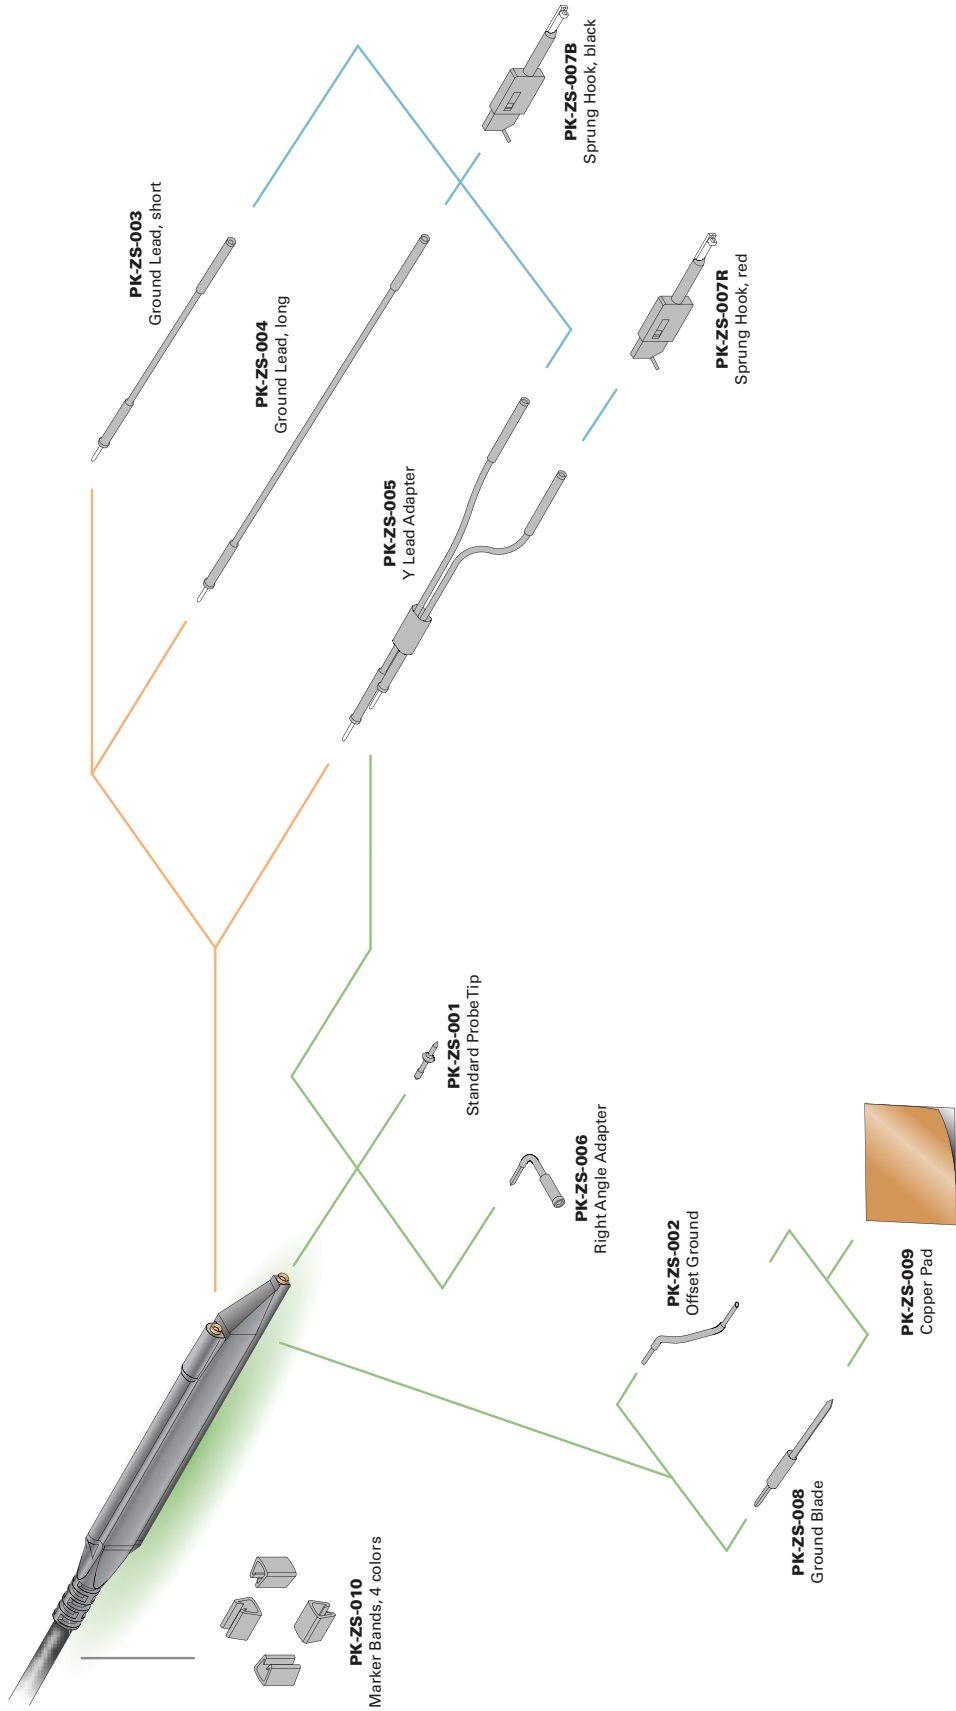 PK-ZS-010
Marker Bands, 4 colors
PK-ZS-003
Ground Lead, short
PK-ZS-004
Ground Lead, long
PK-ZS-005
Y Lead Adapter
PK-ZS-001
Standard Probe Tip
PK-ZS-007B
Sprung Hook, black
PK-ZS-006
Right Angle Adapter
PK-ZS-002
Offset Ground
PK-ZS-007R
Sprung Hook, red
PK-ZS-008
Ground Blade
PK-ZS-009
Copper Pad